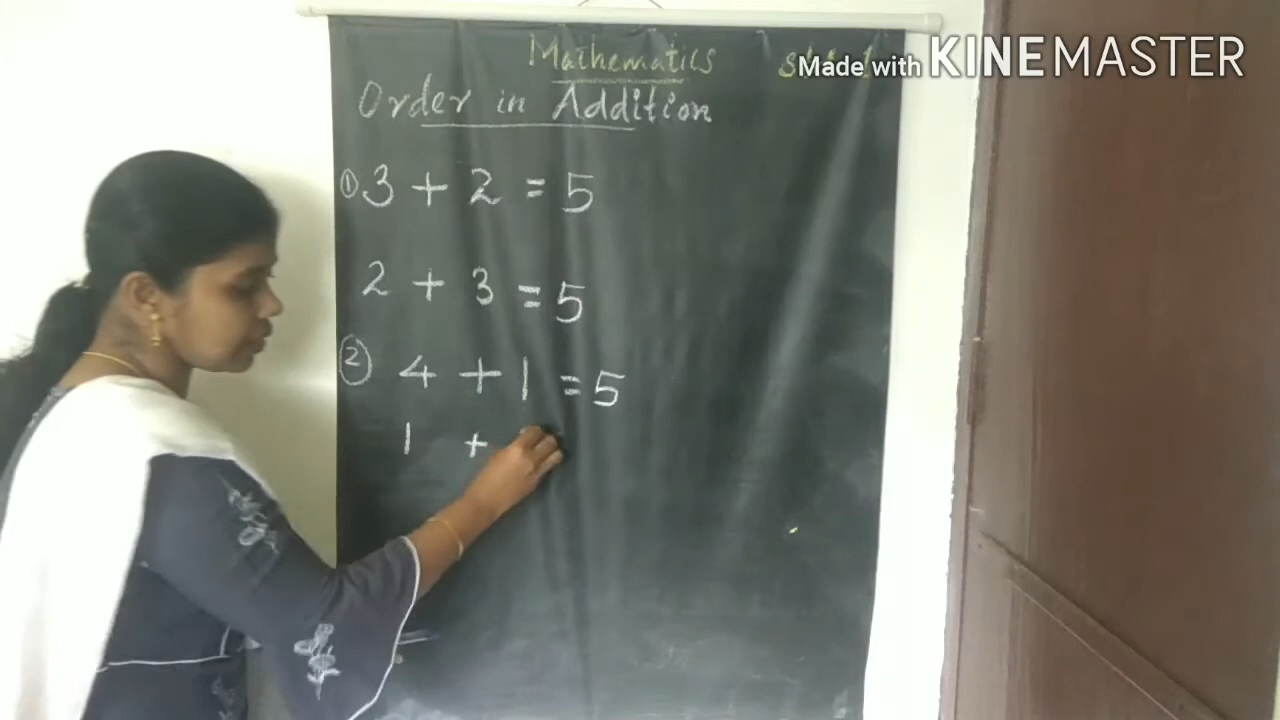 Mathematics
Made with KINEMASTER
Order in Addition
① 3 + 2 = 5
2 + 3 = 5
② 4 + 1 = 5
1 +